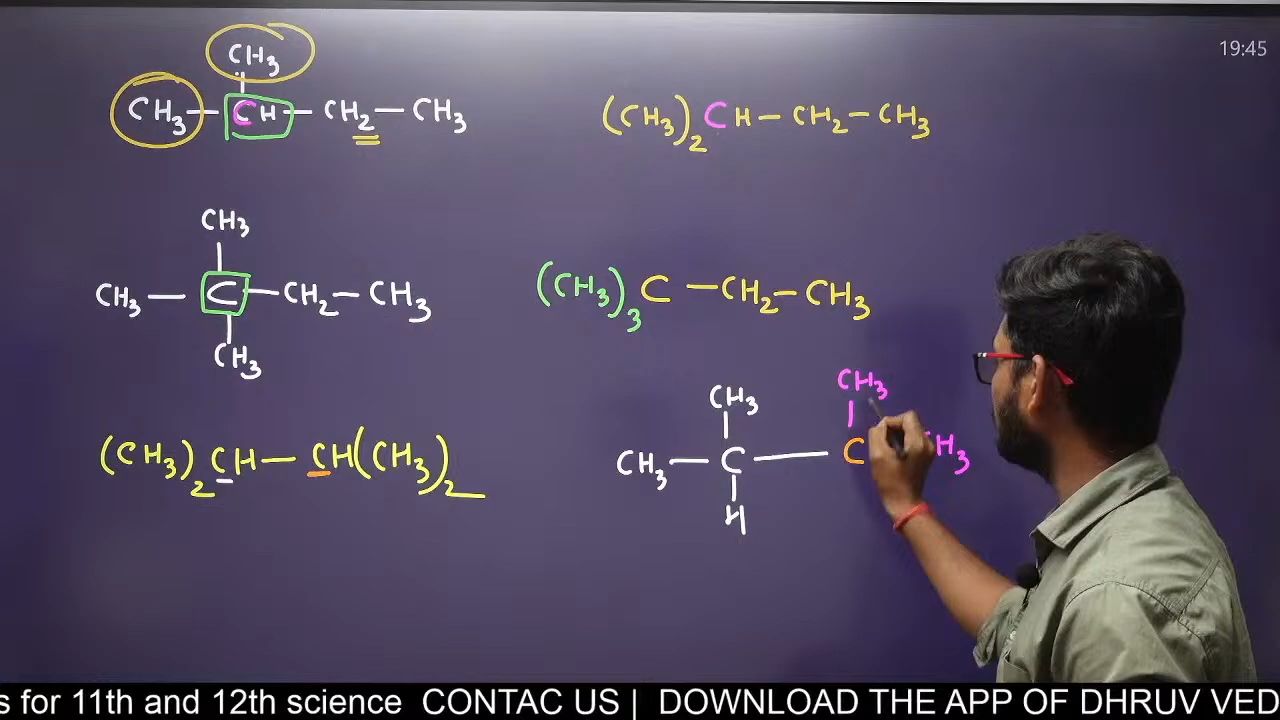 19:45
CH3
CH3 — CH — CH2 — CH3
(CH3)2 CH — CH2 — CH3
CH3
CH3 — C — CH2 — CH3
CH3
(CH3)3 C — CH2 — CH3
(CH3)2 CH — CH(CH3)2
CH3
CH3
CH3 — C — C
H3
H
s for 11th and 12th science CONTAC US | DOWNLOAD THE APP OF DHRUV VED